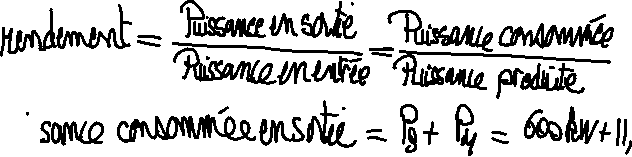 rendement = Puissance en sortie / Puissance en entrée = Puissance consommée / Puissance produite
sance consommée en sortie = P8 + P4 = 600 kW + 11,